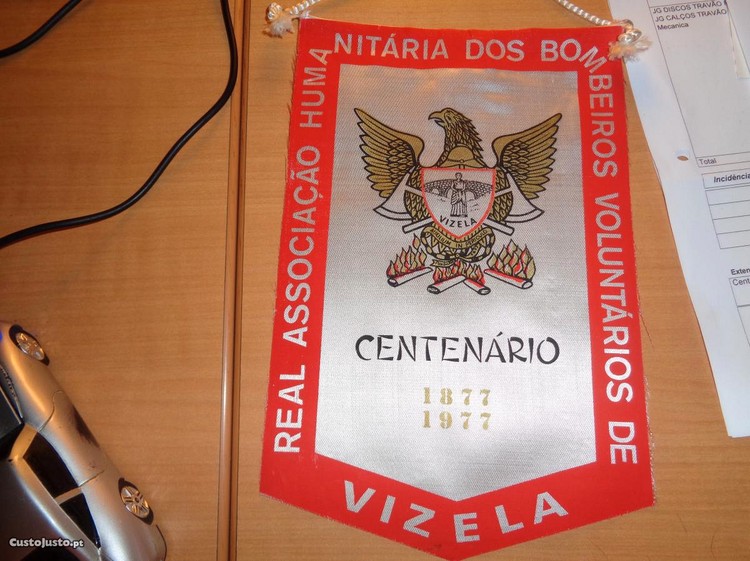 REAL ASSOCIAÇÃO HUMANITÁRIA DOS BOMBEIROS VOLUNTÁRIOS DE
VIZELA
VIZELA
CENTENÁRIO
1877
1977
JG DISCOS TRAVÃO
JG CALÇOS TRAVÃO
Mecanica
Total
Incidência
CustoJusto.pt